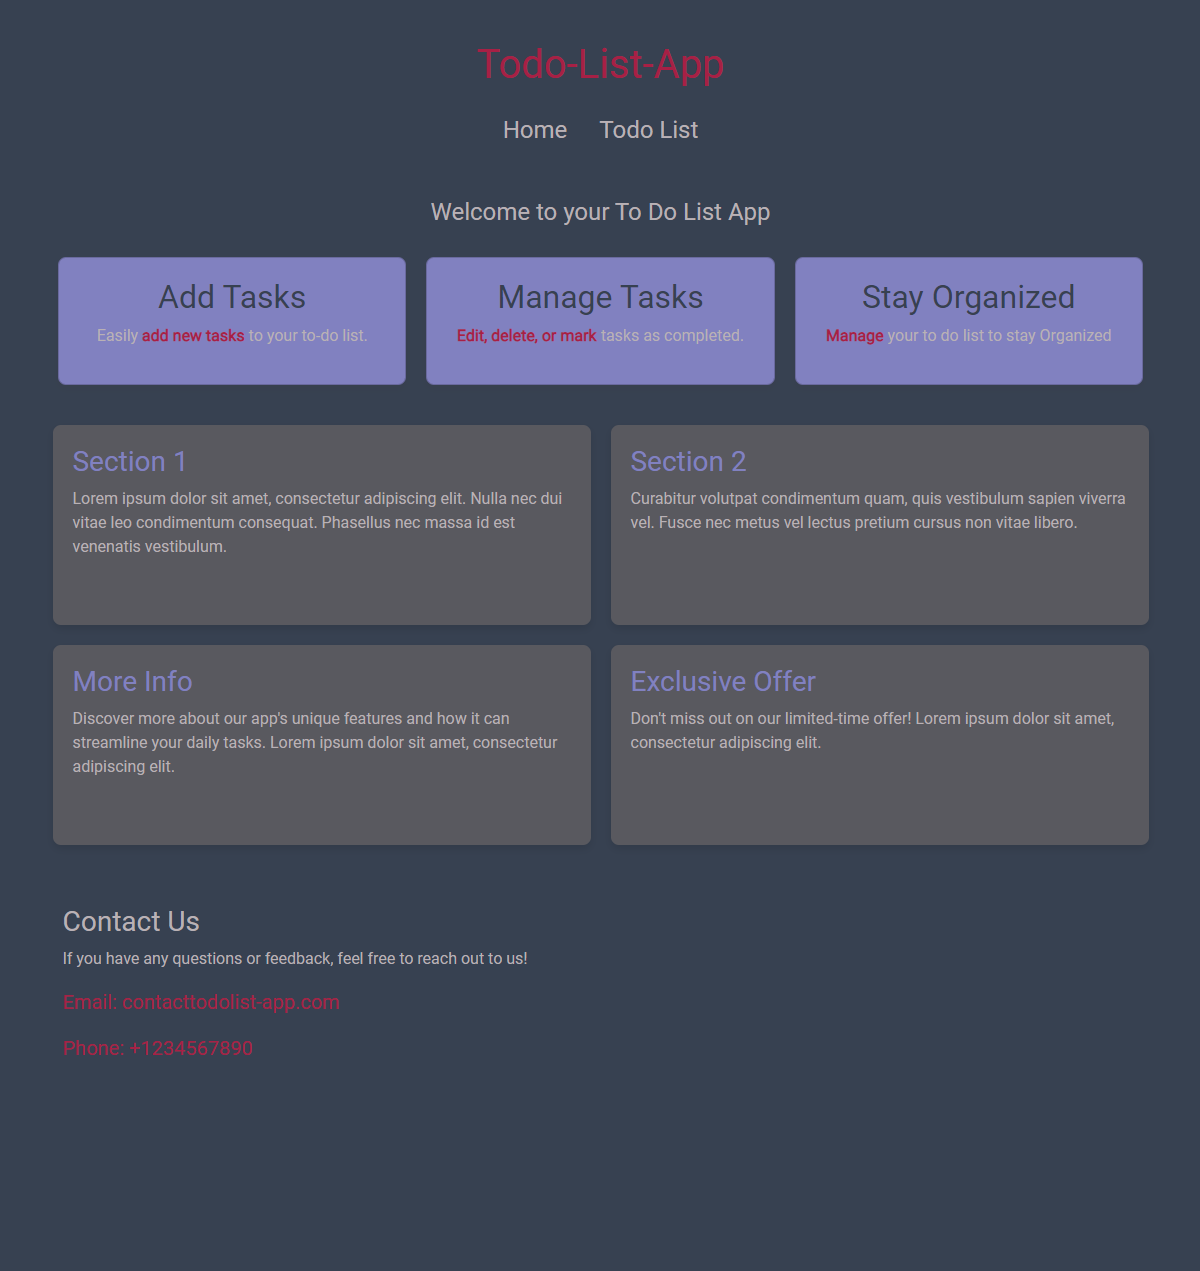 Todo-List-App
Home Todo List
Welcome to your To Do List App
Add Tasks
Easily add new tasks to your to-do list.
Manage Tasks
Edit, delete, or mark tasks as completed.
Stay Organized
Manage your to do list to stay Organized
Section 1
Lorem ipsum dolor sit amet, consectetur adipiscing elit. Nulla nec dui
vitae leo condimentum consequat. Phasellus nec massa id est
venenatis vestibulum.
Section 2
Curabitur volutpat condimentum quam, quis vestibulum sapien viverra
vel. Fusce nec metus vel lectus pretium cursus non vitae libero.
More Info
Discover more about our app's unique features and how it can
streamline your daily tasks. Lorem ipsum dolor sit amet, consectetur
adipiscing elit.
Exclusive Offer
Don't miss out on our limited-time offer! Lorem ipsum dolor sit amet,
consectetur adipiscing elit.
Contact Us
If you have any questions or feedback, feel free to reach out to us!
Email: contacttodolist-app.com
Phone: +1234567890